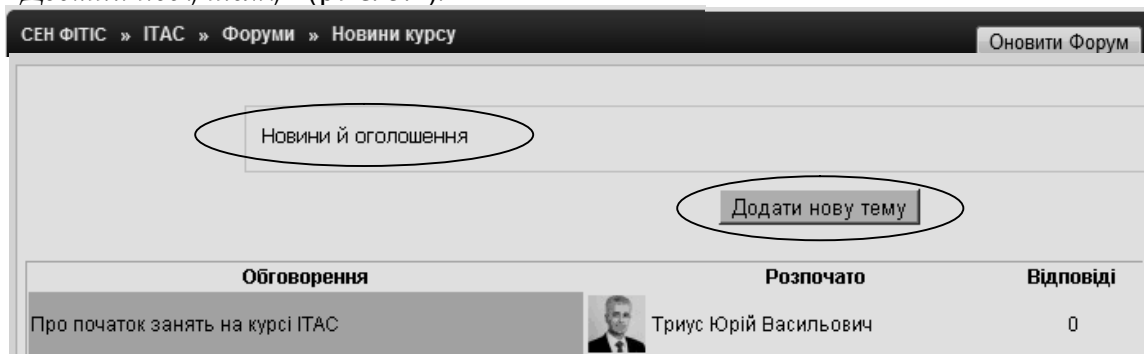 СЕН ФІТІС » ІТАС » Форуми » Новини курсу
Оновити Форум
Новини й оголошення
Додати нову тему
Обговорення Розпочато Відповіді
Про початок занять на курсі ІТАС Триус Юрій Васильович 0